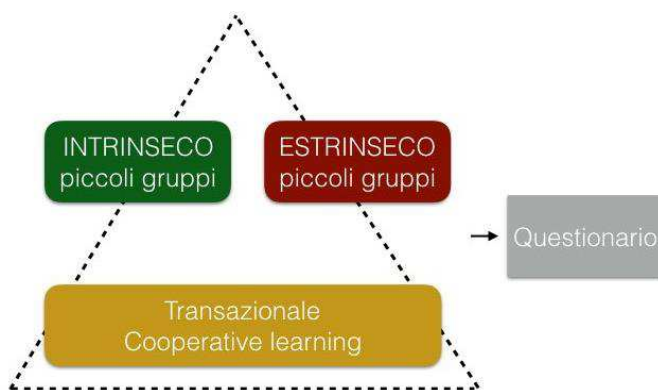 INTRINSECO
piccoli gruppi
ESTRINSECO
piccoli gruppi
Questionario
Transazionale
Cooperative learning